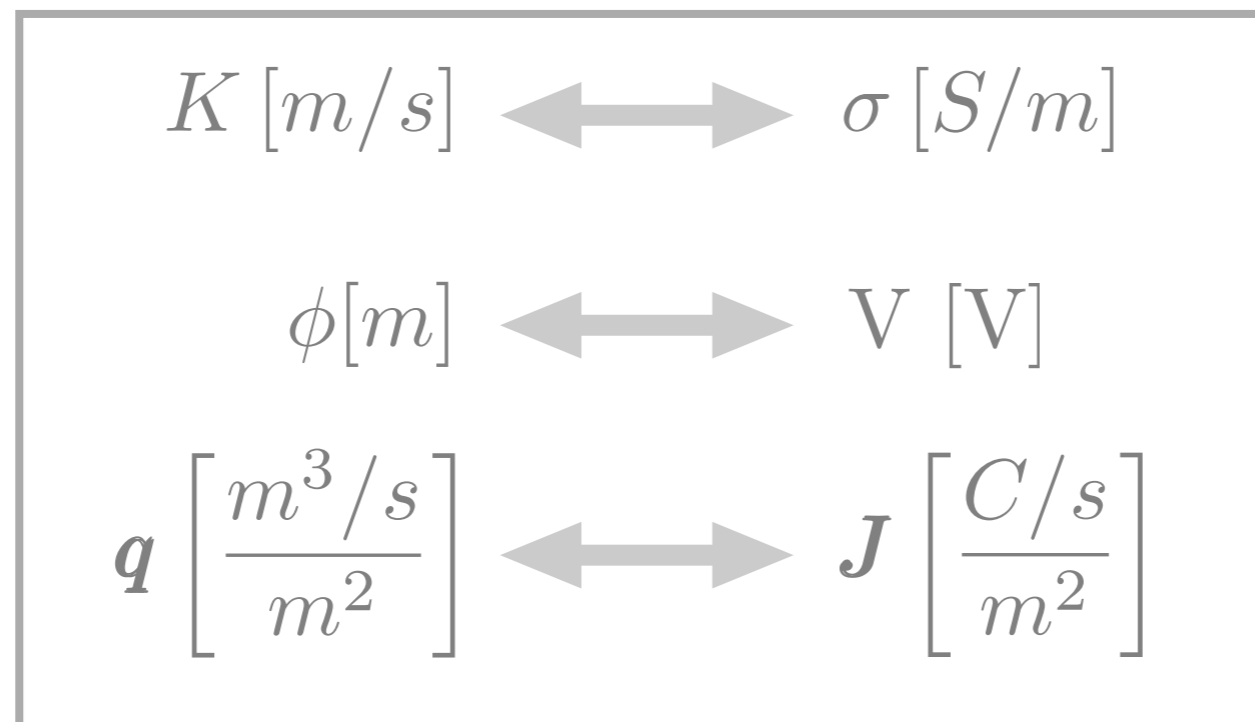 K [m/s] ⟷ σ [S/m]
ϕ[m] ⟷ V [V]
q [m³/s / m²] ⟷ J [C/s / m²]